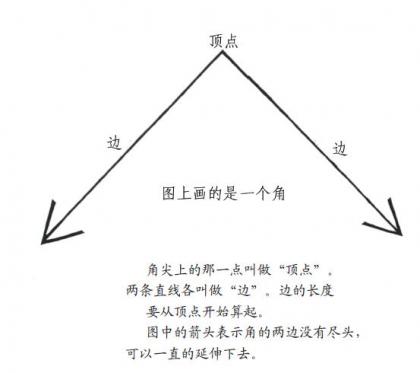 顶点
边
边
图上画的是一个角
角尖上的那一点叫做“顶点”。
两条直线各叫做“边”。边的长度
要从顶点开始算起。
图中的箭头表示角的两边没有尽头，
可以一直的延伸下去。